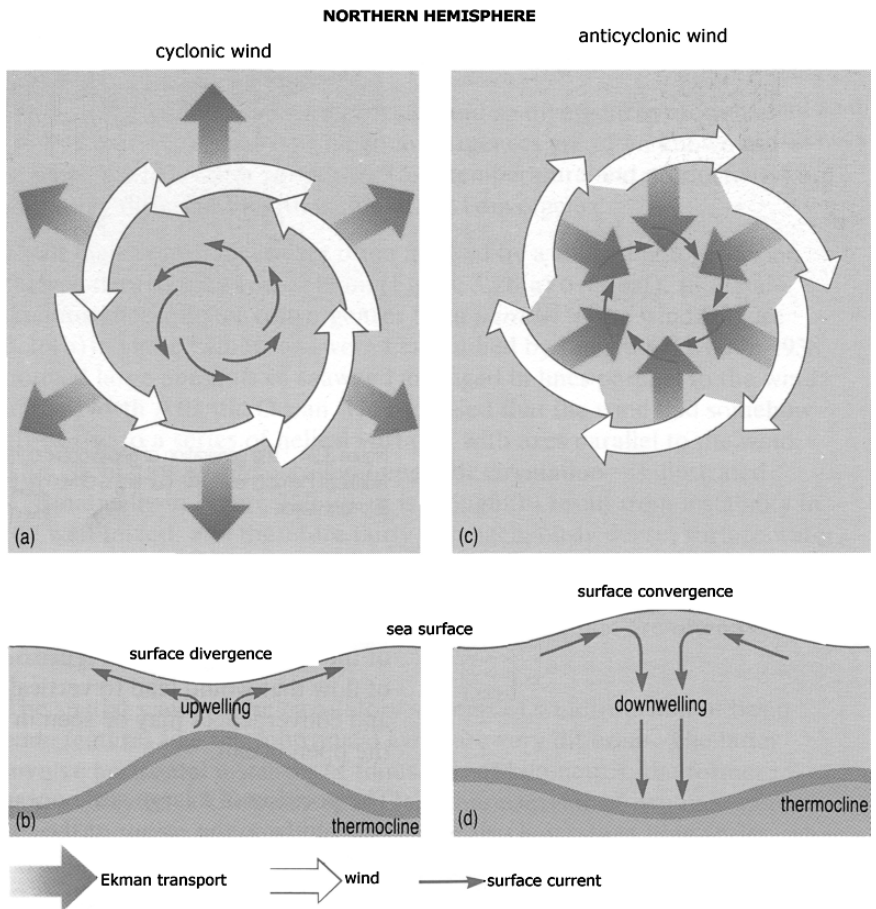 NORTHERN HEMISPHERE
cyclonic wind
anticyclonic wind
(a)
(c)
surface divergence
sea surface
surface convergence
upwelling
downwelling
(b)
thermocline
(d)
thermocline
Ekman transport
wind
surface current